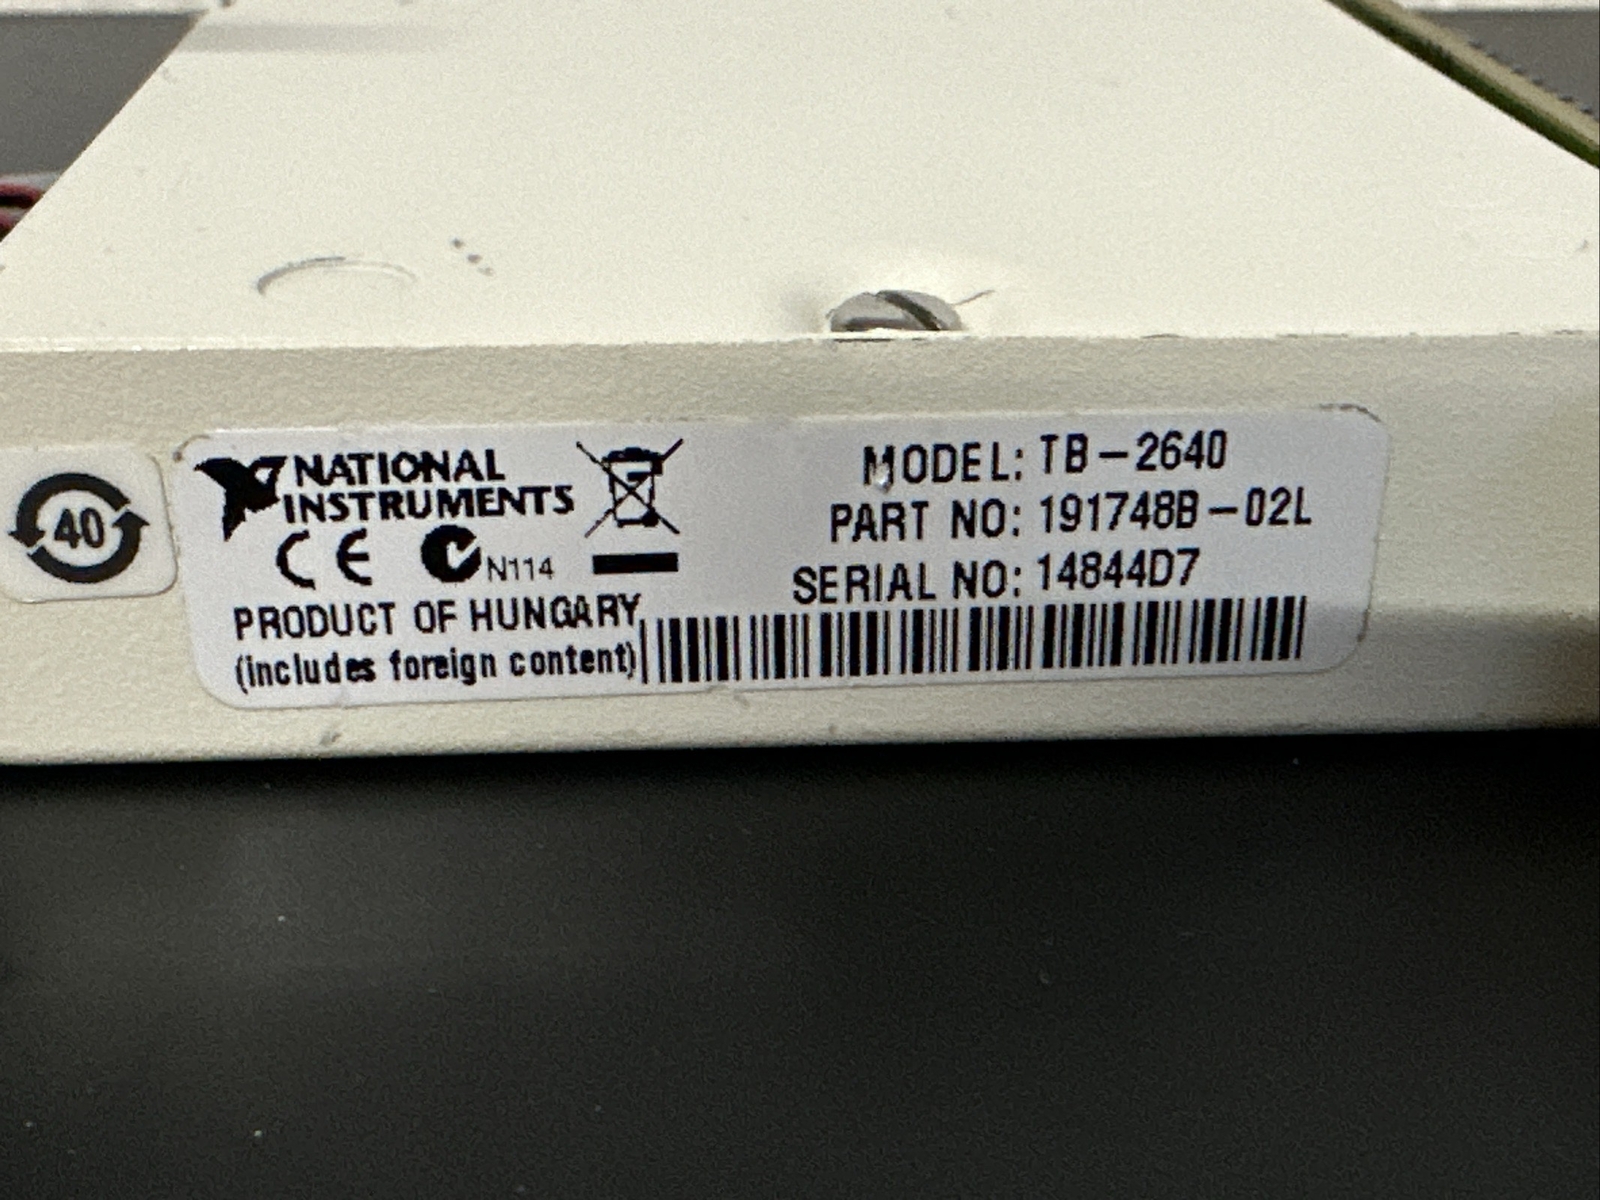 40
NATIONAL
INSTRUMENTS
CE N114
PRODUCT OF HUNGARY
(includes foreign content)
MODEL: TB-2640
PART NO: 191748B-02L
SERIAL NO: 14844D7